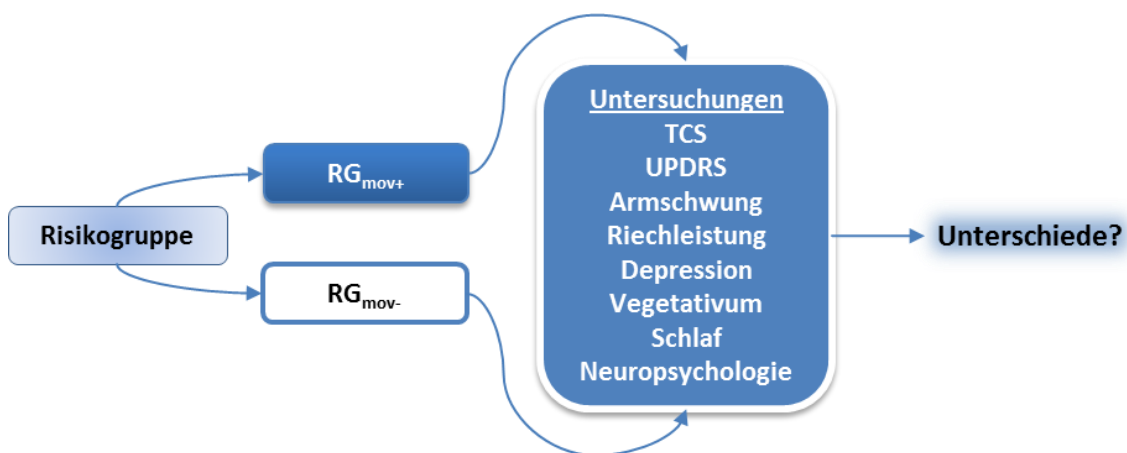 Risikogruppe
RGmov+
RGmov-
Untersuchungen
TCS
UPDRS
Armschwung
Riechleistung
Depression
Vegetativum
Schlaf
Neuropsychologie
Unterschiede?